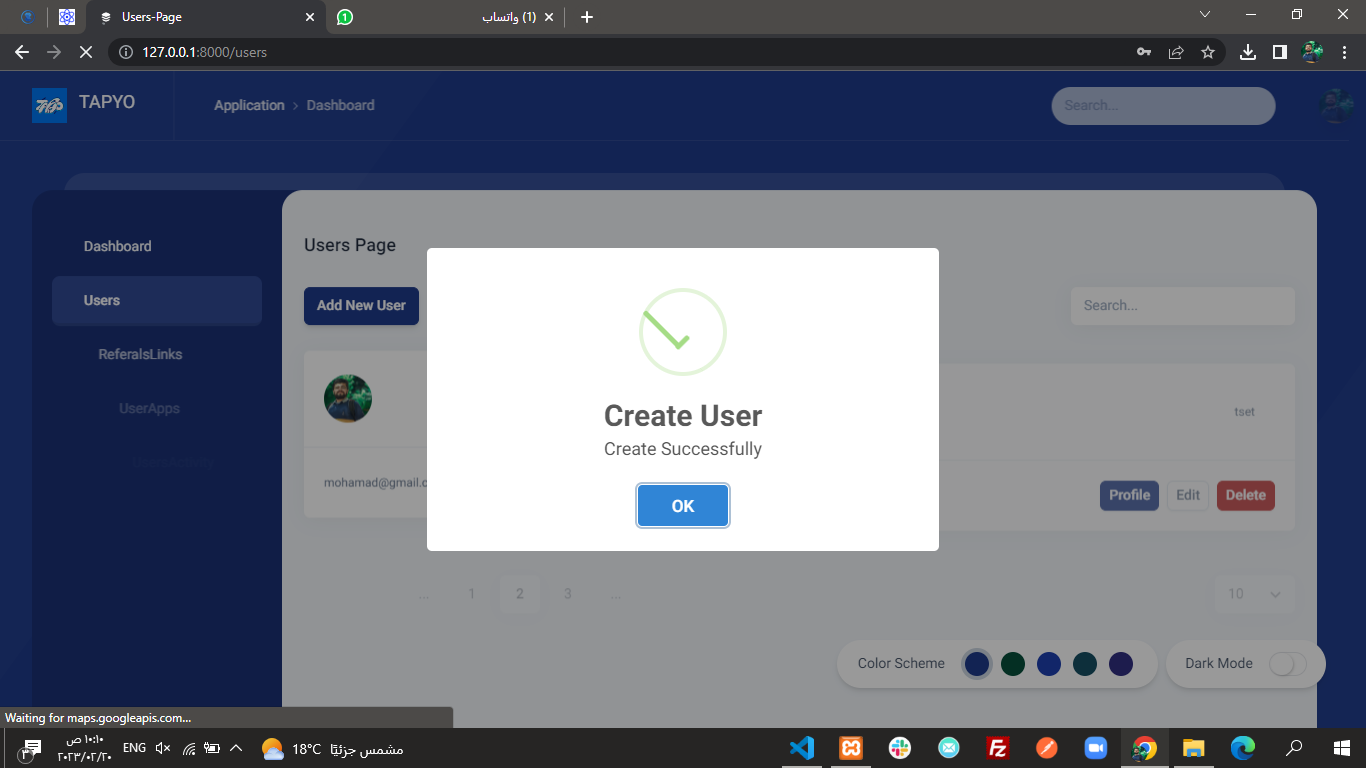 Users-Page
(1) واتساب
127.0.0.1:8000/users
TAPYO
Application > Dashboard
Search...
Dashboard
Users
ReferalsLinks
UserApps
Users Page
Add New User
Search...
tset
mohamad@gmail.c
Profile
Edit
Delete
Create User
Create Successfully
OK
...
1
2
3
...
10
Color Scheme
Dark Mode
Waiting for maps.googleapis.com...
١٠:١٠ ص
٢٠٢٣/٠٢/٢٠
٣
ENG
18°C
مشمس جزئيًا